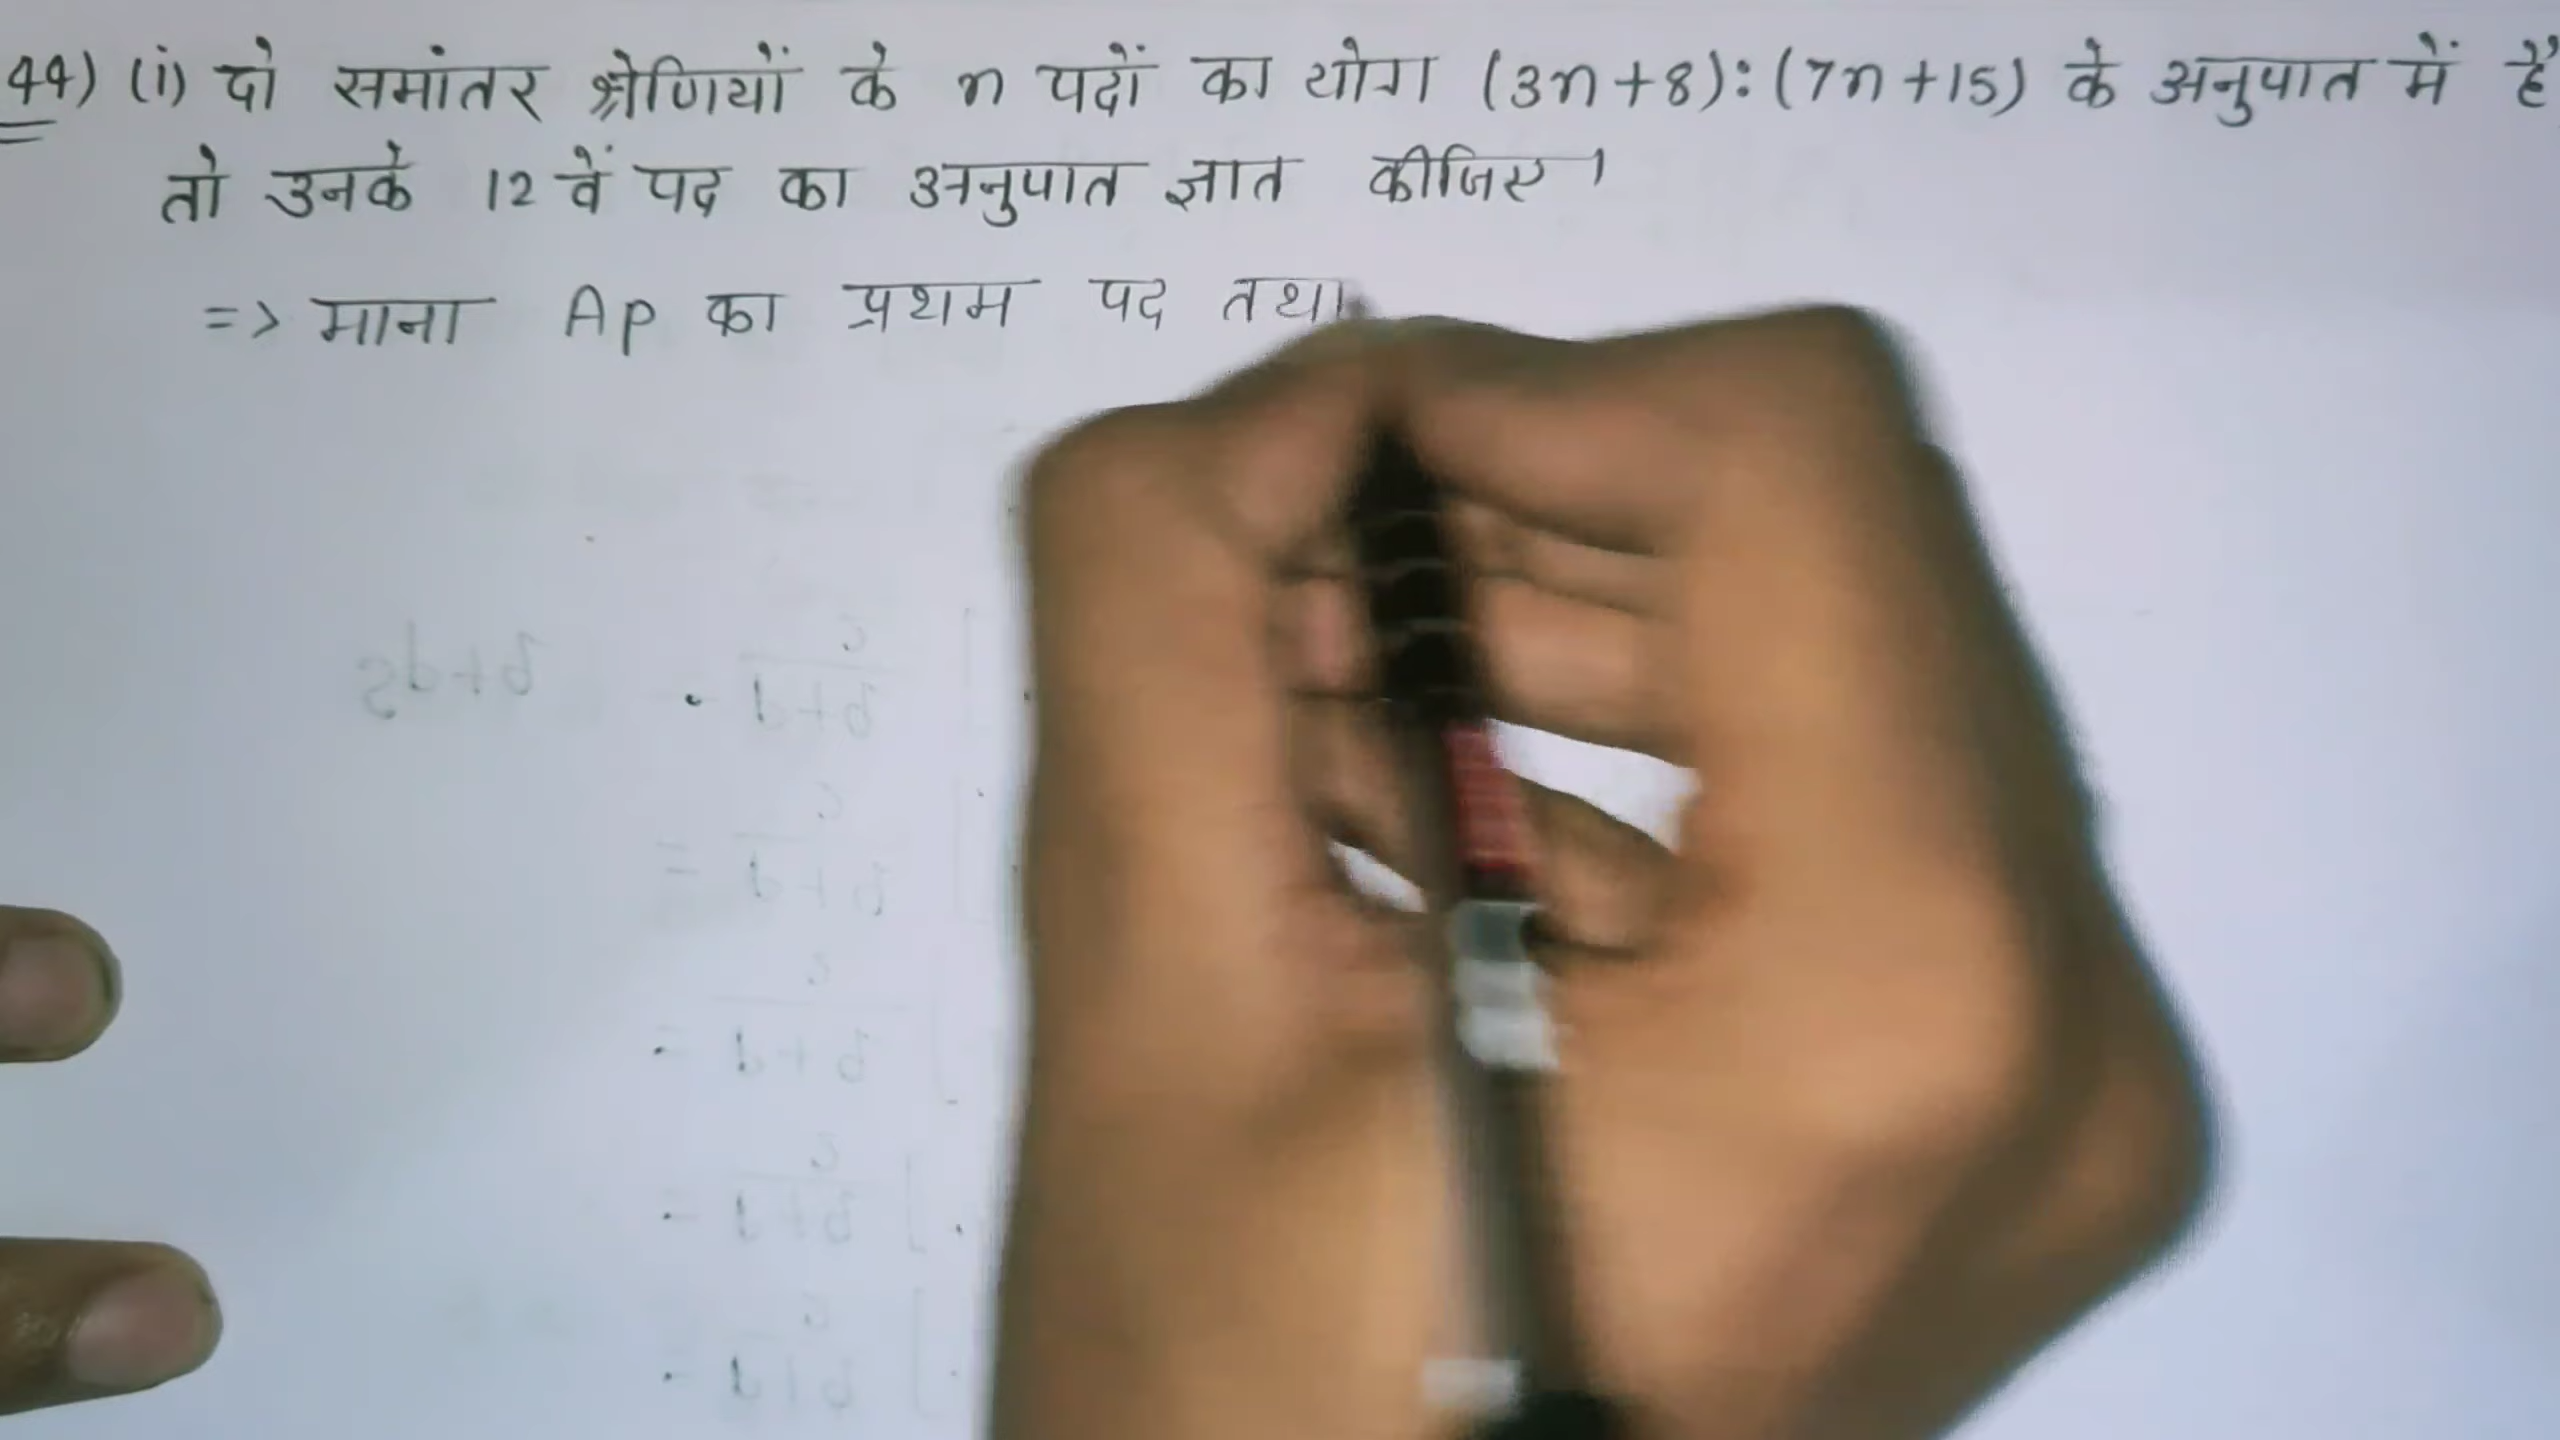 44) (i) दो समांतर श्रेणियों के n पदों का योग (3n+8):(7n+15) के अनुपात में है
तो उनके 12 वें पद का अनुपात ज्ञात कीजिए।
=> माना Ap का प्रथम पद तथा